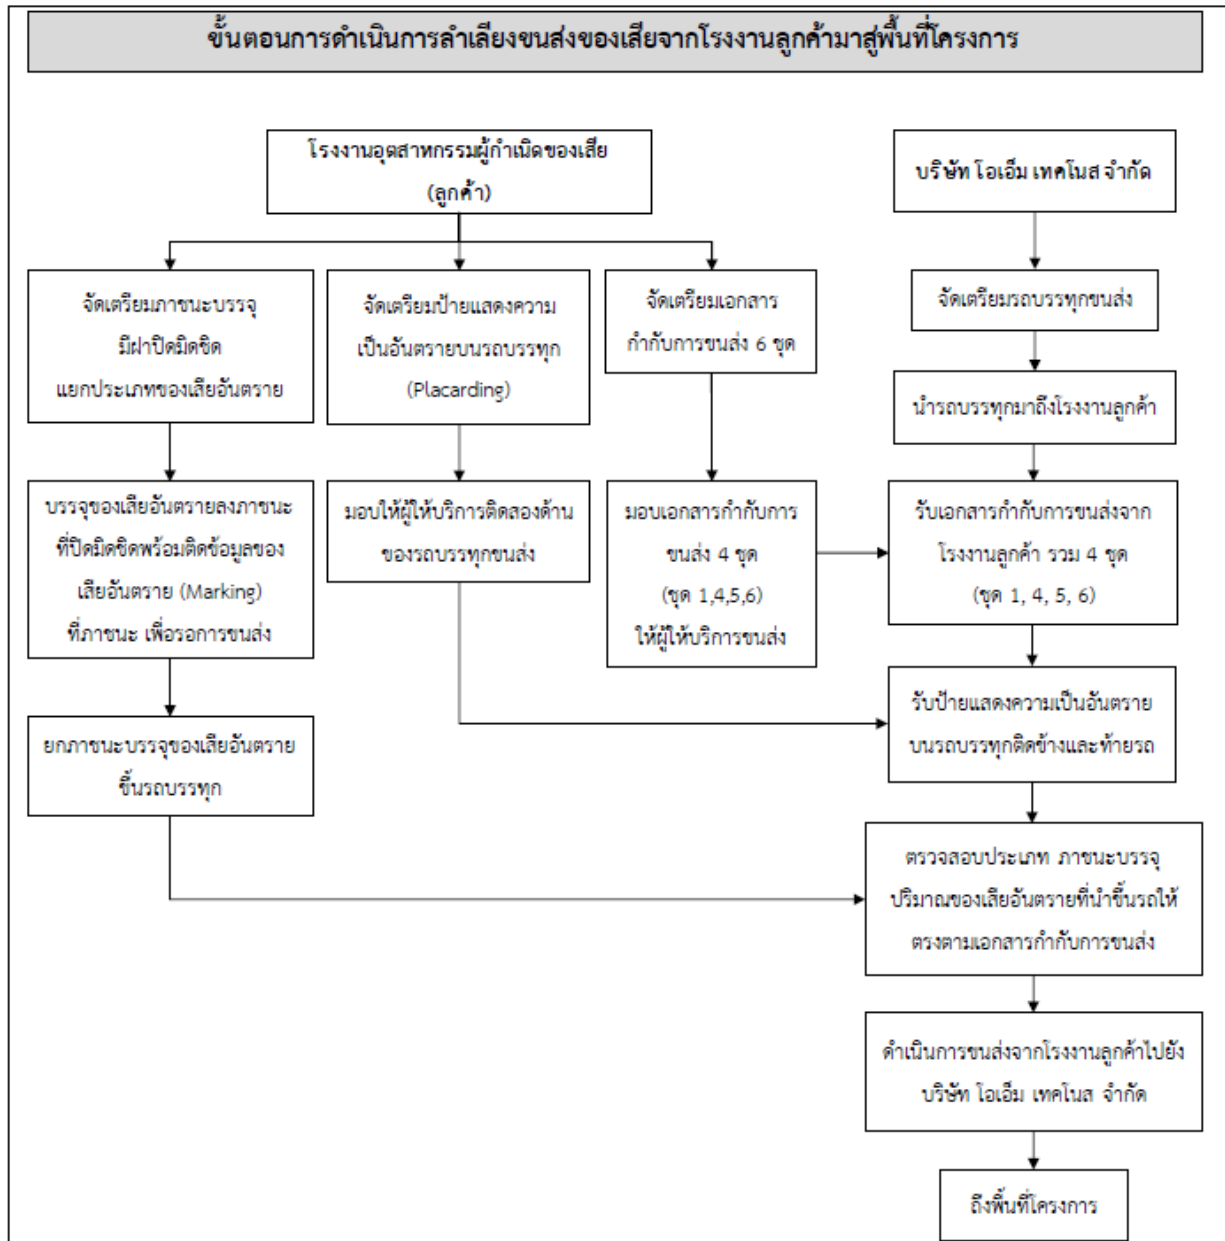 ขั้นตอนการดำเนินการลำเลียงขนส่งของเสียจากโรงงานลูกค้ามาสู่พื้นที่โครงการ
โรงงานอุตสาหกรรมผู้กำเนิดของเสีย
(ลูกค้า)
บริษัท โอเอ็ม เทคโนส จำกัด
จัดเตรียมภาชนะบรรจุ
มีฝาปิดมิดชิด
แยกประเภทของเสียอันตราย
จัดเตรียมป้ายแสดงความ
เป็นอันตรายบนรถบรรทุก
(Placarding)
จัดเตรียมเอกสาร
กำกับการขนส่ง 6 ชุด
จัดเตรียมรถบรรทุกขนส่ง
นำรถบรรทุกมาถึงโรงงานลูกค้า
บรรจุของเสียอันตรายลงภาชนะ
ที่ปิดมิดชิดพร้อมติดข้อมูลของ
เสียอันตราย (Marking)
ที่ภาชนะ เพื่อรอการขนส่ง
มอบให้ผู้ให้บริการติดสองด้าน
ของรถบรรทุกขนส่ง
มอบเอกสารกำกับการ
ขนส่ง 4 ชุด
(ชุด 1,4,5,6)
ให้ผู้ให้บริการขนส่ง
รับเอกสารกำกับการขนส่งจาก
โรงงานลูกค้า รวม 4 ชุด
(ชุด 1, 4, 5, 6)
รับป้ายแสดงความเป็นอันตราย
บนรถบรรทุกติดข้างและท้ายรถ
ยกภาชนะบรรจุของเสียอันตราย
ขึ้นรถบรรทุก
ตรวจสอบประเภท ภาชนะบรรจุ
ปริมาณของเสียอันตรายที่นำขึ้นรถให้
ตรงตามเอกสารกำกับการขนส่ง
ดำเนินการขนส่งจากโรงงานลูกค้าไปยัง
บริษัท โอเอ็ม เทคโนส จำกัด
ถึงพื้นที่โครงการ